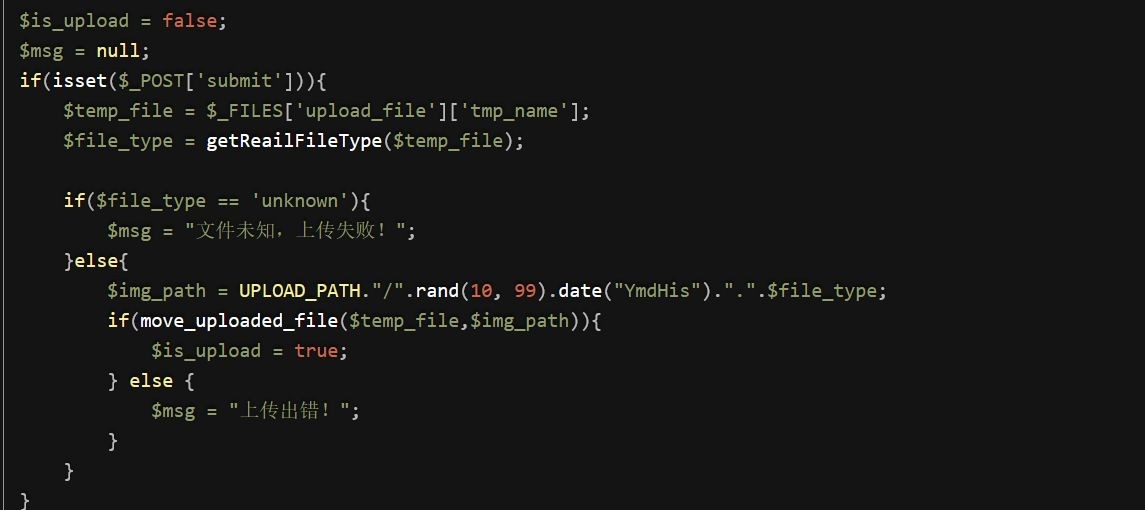 $is_upload = false;
$msg = null;
if(isset($_POST['submit'])){
    $temp_file = $_FILES['upload_file']['tmp_name'];
    $file_type = getReailFileType($temp_file);

    if($file_type == 'unknown'){
        $msg = "文件未知，上传失败！";
    }else{
        $img_path = UPLOAD_PATH."/".rand(10, 99).date("YmdHis").".".$file_type;
        if(move_uploaded_file($temp_file,$img_path)){
            $is_upload = true;
        } else {
            $msg = "上传出错！";
        }
    }
}